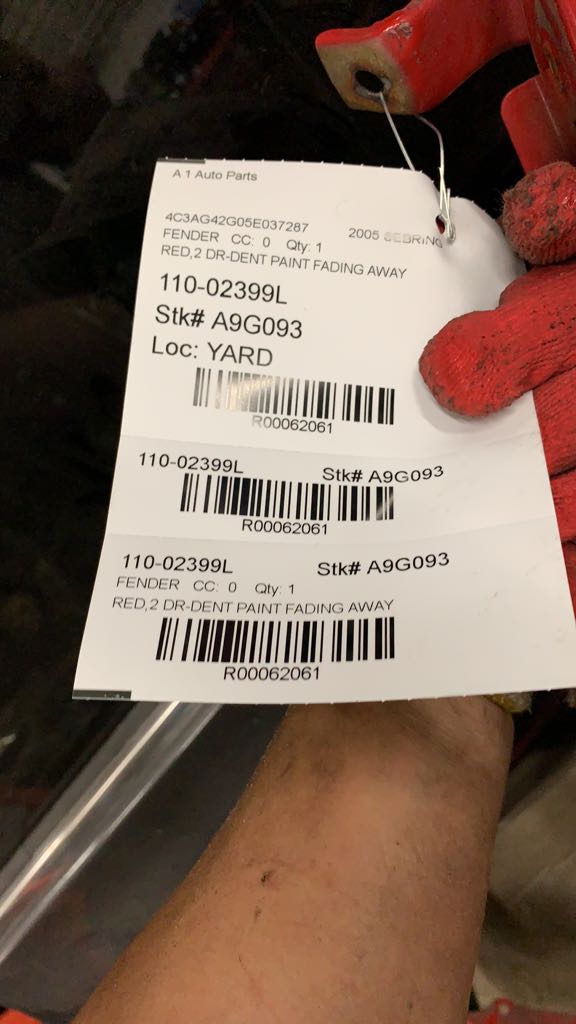 A 1 Auto Parts
4C3AG42G05E037287 2005 SEBRING
FENDER CC: 0 Qty: 1
RED,2 DR-DENT PAINT FADING AWAY
110-02399L
Stk# A9G093
Loc: YARD
R00062061
110-02399L Stk# A9G093
R00062061
110-02399L Stk# A9G093
FENDER CC: 0 Qty: 1
RED,2 DR-DENT PAINT FADING AWAY
R00062061